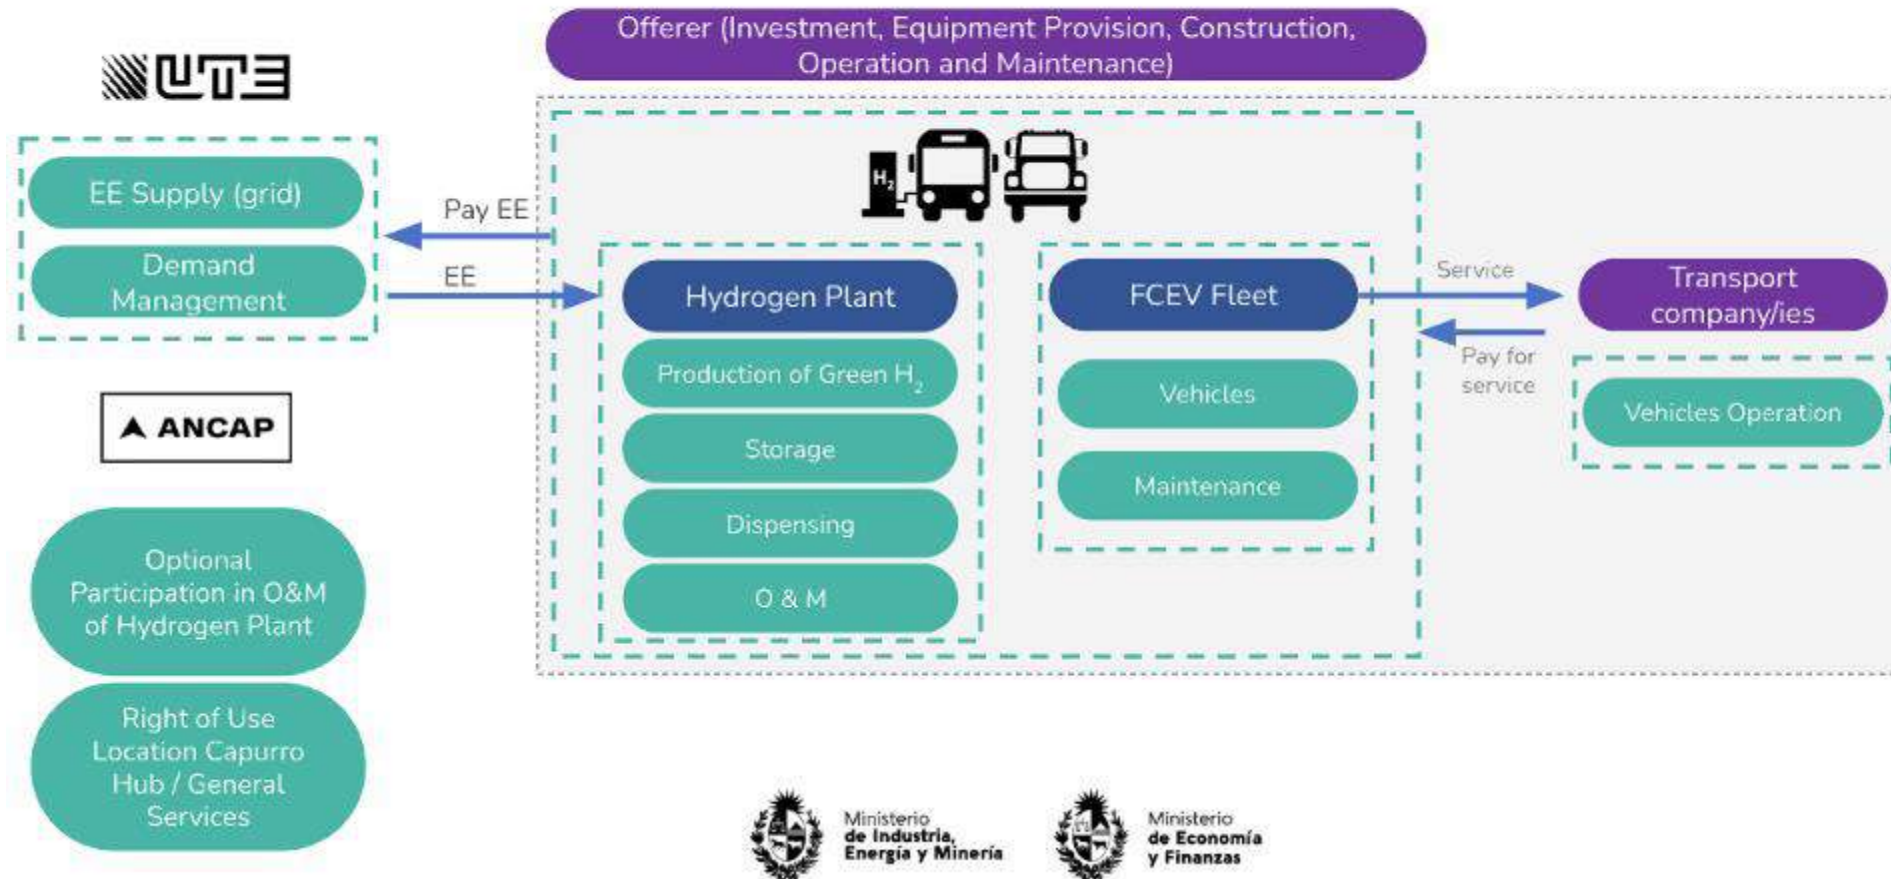 Offerer (Investment, Equipment Provision, Construction,
Operation and Maintenance)
UTE
EE Supply (grid)
Demand
Management
Pay EE
EE
H2
Hydrogen Plant
Production of Green H2
Storage
Dispensing
O & M
FCEV Fleet
Vehicles
Maintenance
Service
Pay for
service
Transport
company/ies
Vehicles Operation
ANCAP
Optional
Participation in O&M
of Hydrogen Plant
Right of Use
Location Capurro
Hub / General
Services
Ministerio
de Industria,
Energía y Minería
Ministerio
de Economía
y Finanzas